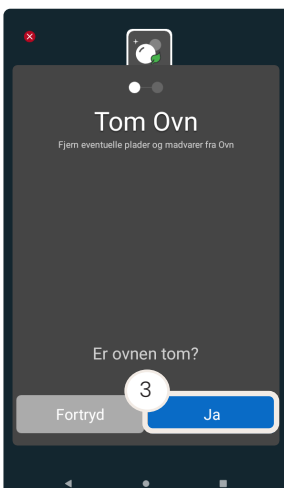 Tom Ovn
Fjern eventuelle plader og madvarer fra Ovn
Er ovnen tom?
3
Fortryd
Ja